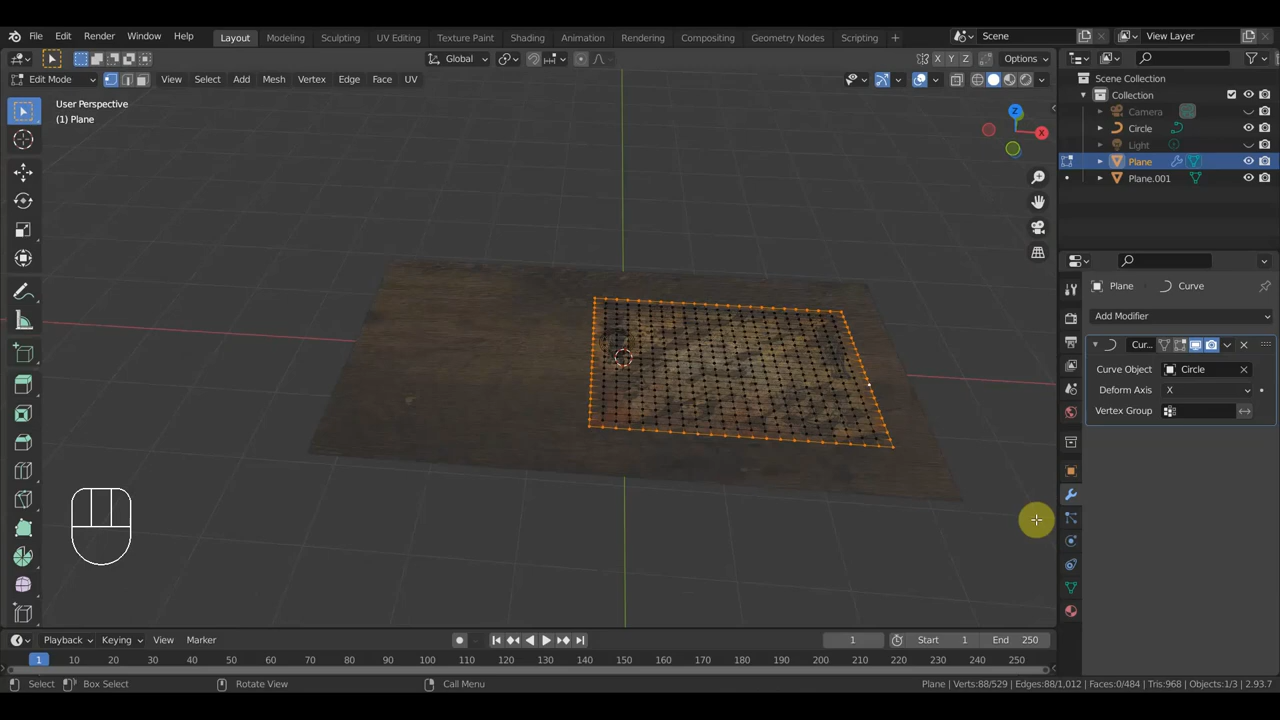 File Edit Render Window Help Layout Modeling Sculpting UV Editing Texture Paint Shading Animation Rendering Compositing Geometry Nodes Scripting + Scene View Layer
Global X Y Z Options
Edit Mode View Select Add Mesh Vertex Edge Face UV
User Perspective
(1) Plane
Z
X
Scene Collection
Collection
Camera
Circle
Light
Plane
Plane.001
Plane Curve
Add Modifier
Cur...
Curve Object Circle
Deform Axis X
Vertex Group
Playback Keying View Marker 1 Start 1 End 250
1 10 20 30 40 50 60 70 80 90 100 110 120 130 140 150 160 170 180 190 200 210 220 230 240 250
Select Box Select Rotate View Call Menu Plane | Verts:88/529 | Edges:88/1,012 | Faces:0/484 | Tris:968 | Objects:1/3 | 2.93.7